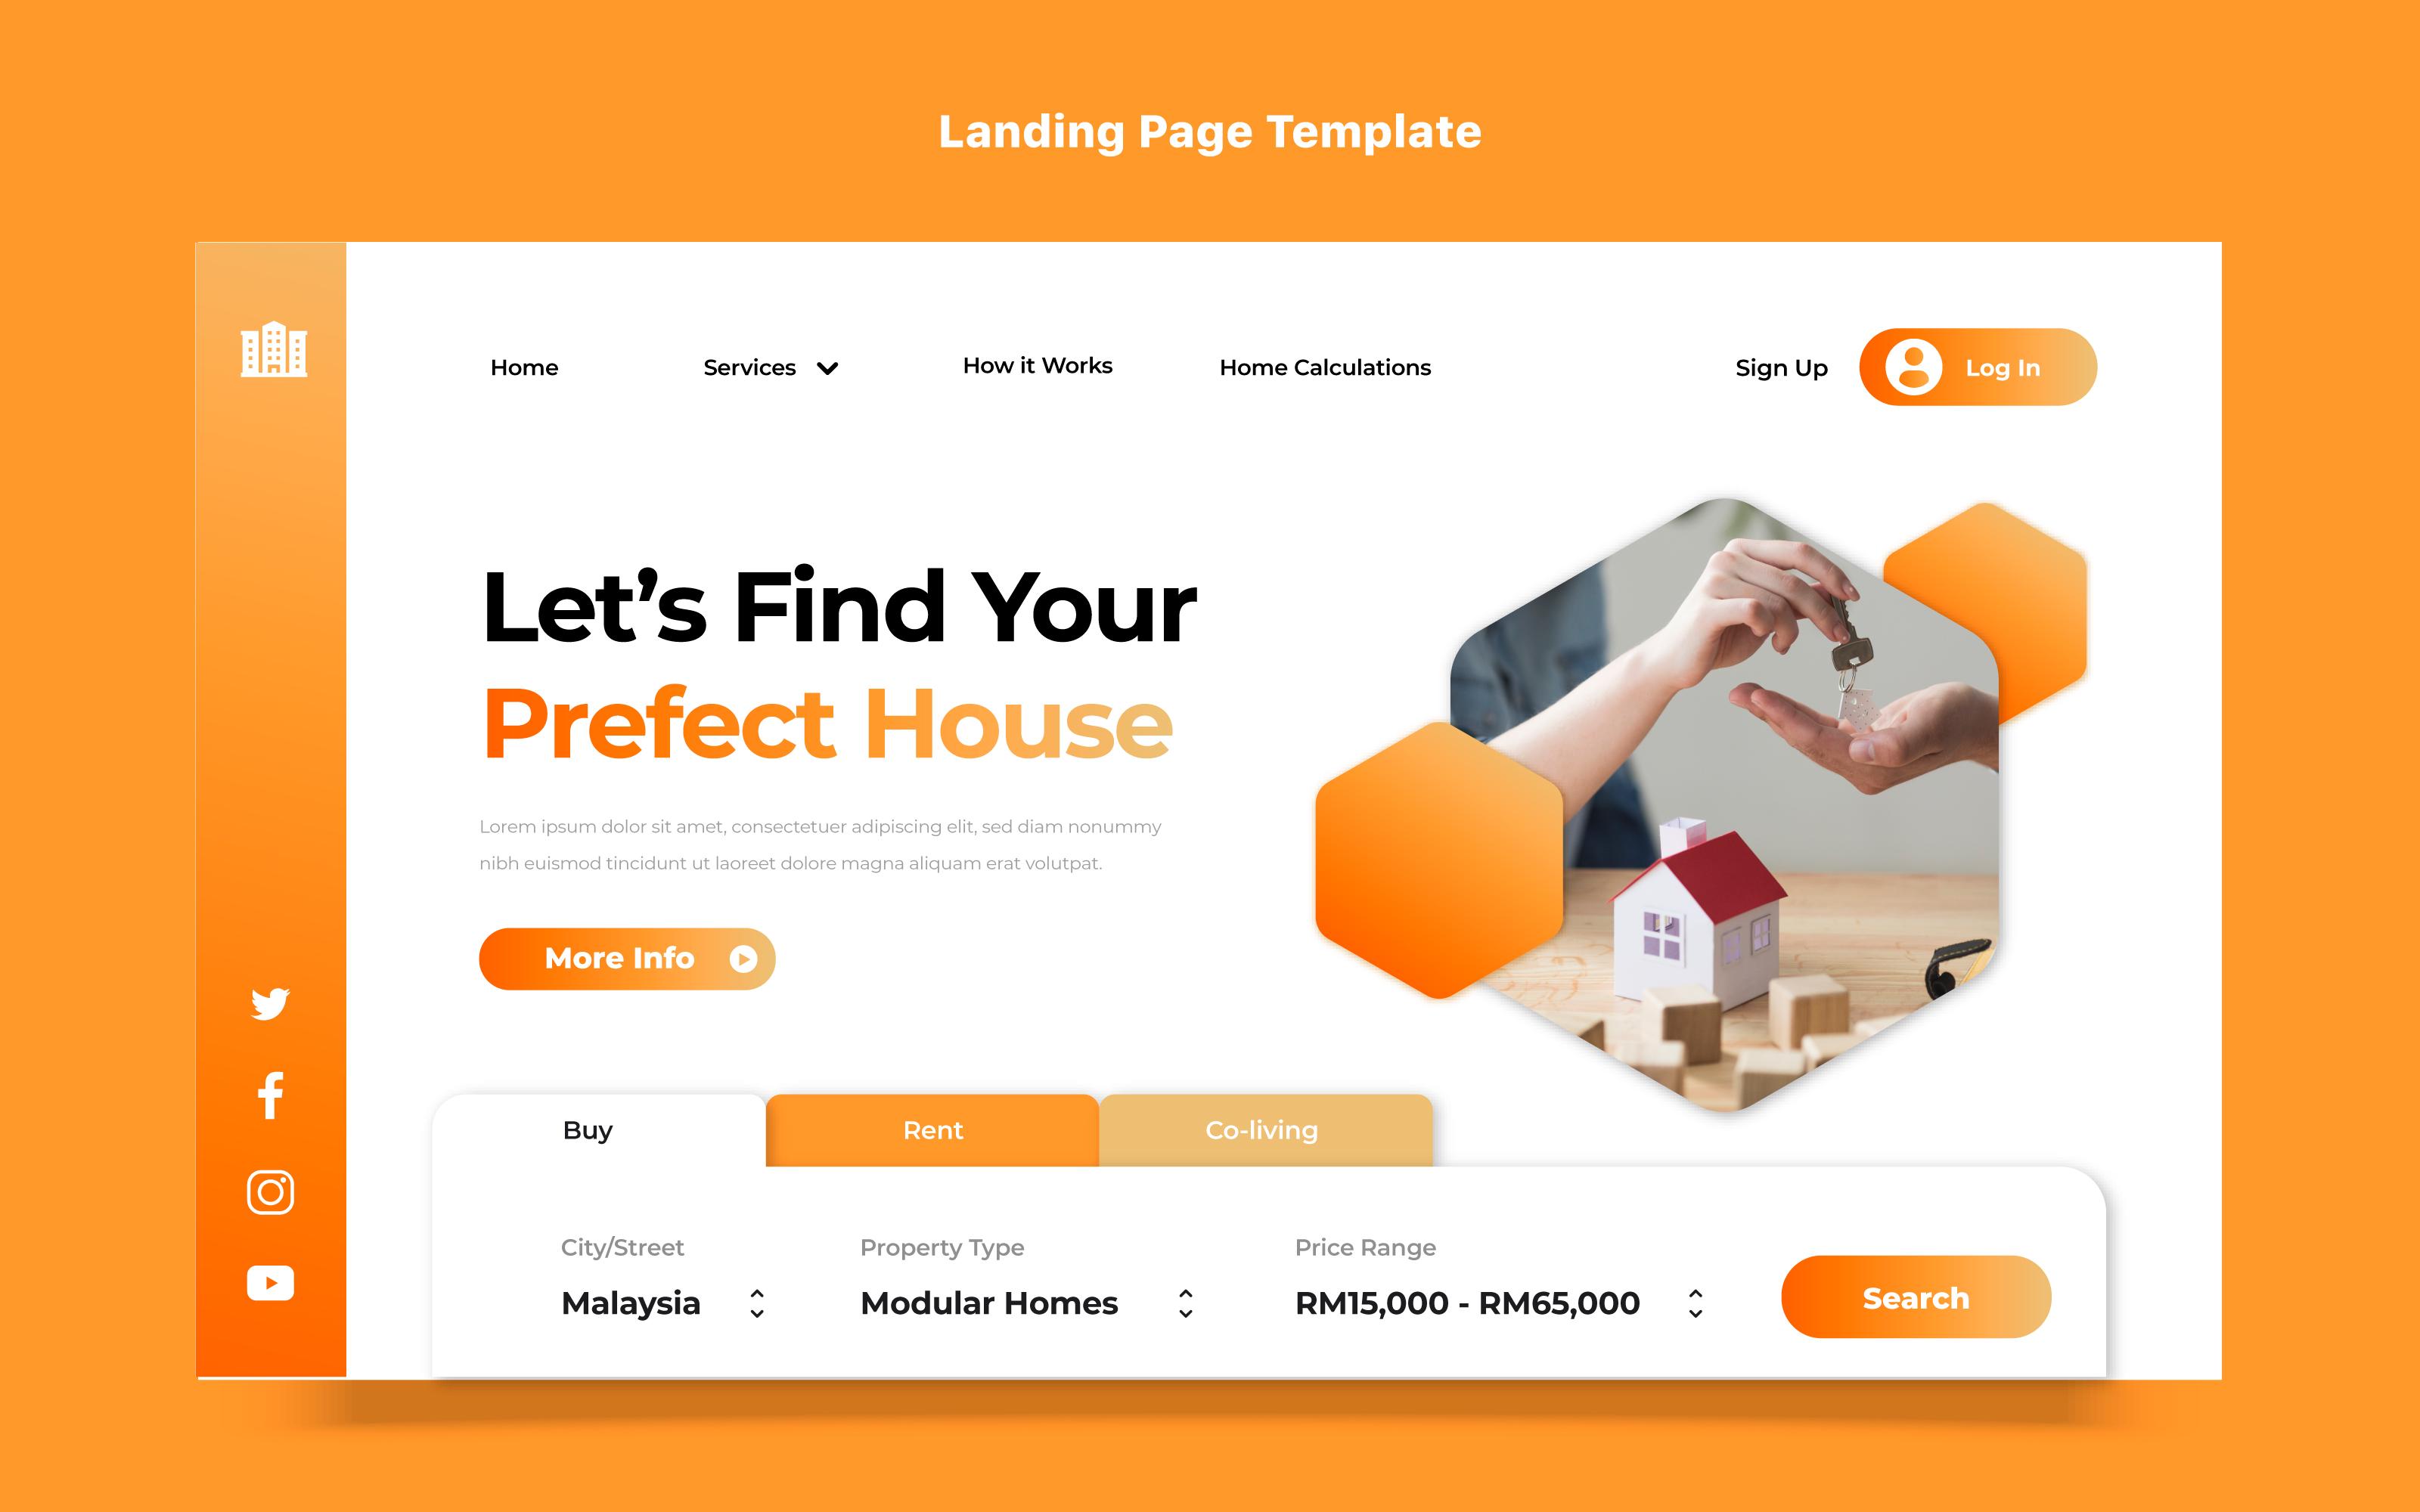 Landing Page Template
Home
Services
How it Works
Home Calculations
Sign Up
Log In
Let’s Find Your
Prefect House
Lorem ipsum dolor sit amet, consectetuer adipiscing elit, sed diam nonummy
nibh euismod tincidunt ut laoreet dolore magna aliquam erat volutpat.
More Info
Buy
Rent
Co-living
City/Street
Property Type
Price Range
Malaysia
Modular Homes
RM15,000 - RM65,000
Search